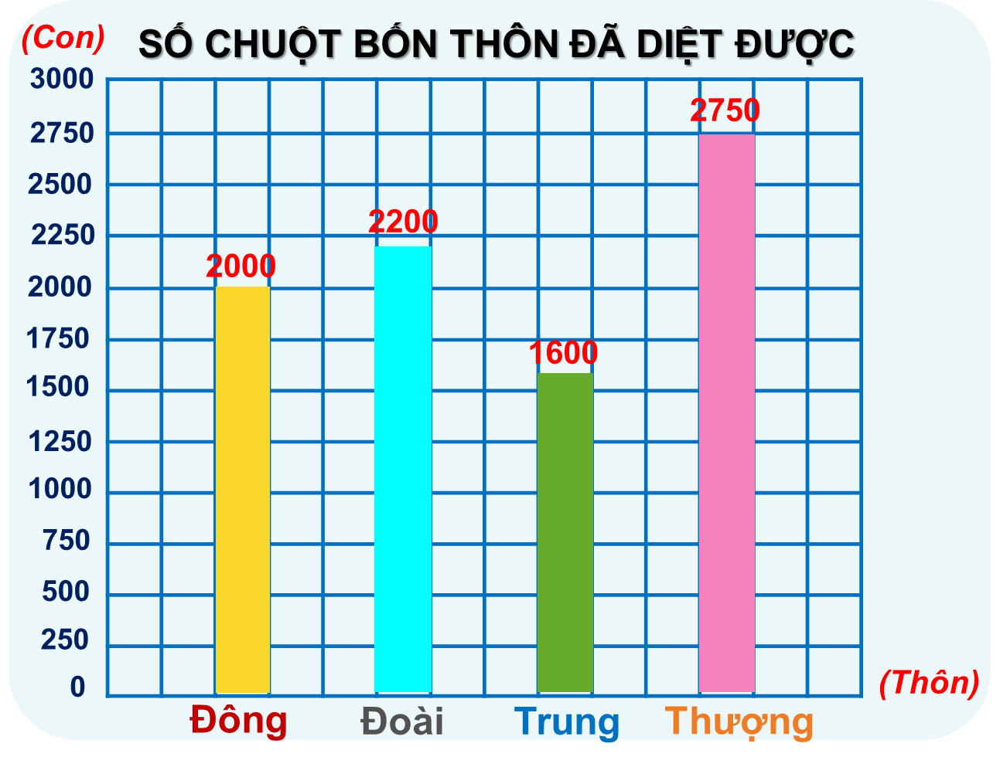 (Con)
SỐ CHUỘT BỐN THÔN ĐÃ DIỆT ĐƯỢC
3000
2750
2500
2250
2000
1750
1500
1250
1000
750
500
250
0
2000
2200
1600
2750
(Thôn)
Đông
Đoài
Trung
Thượng